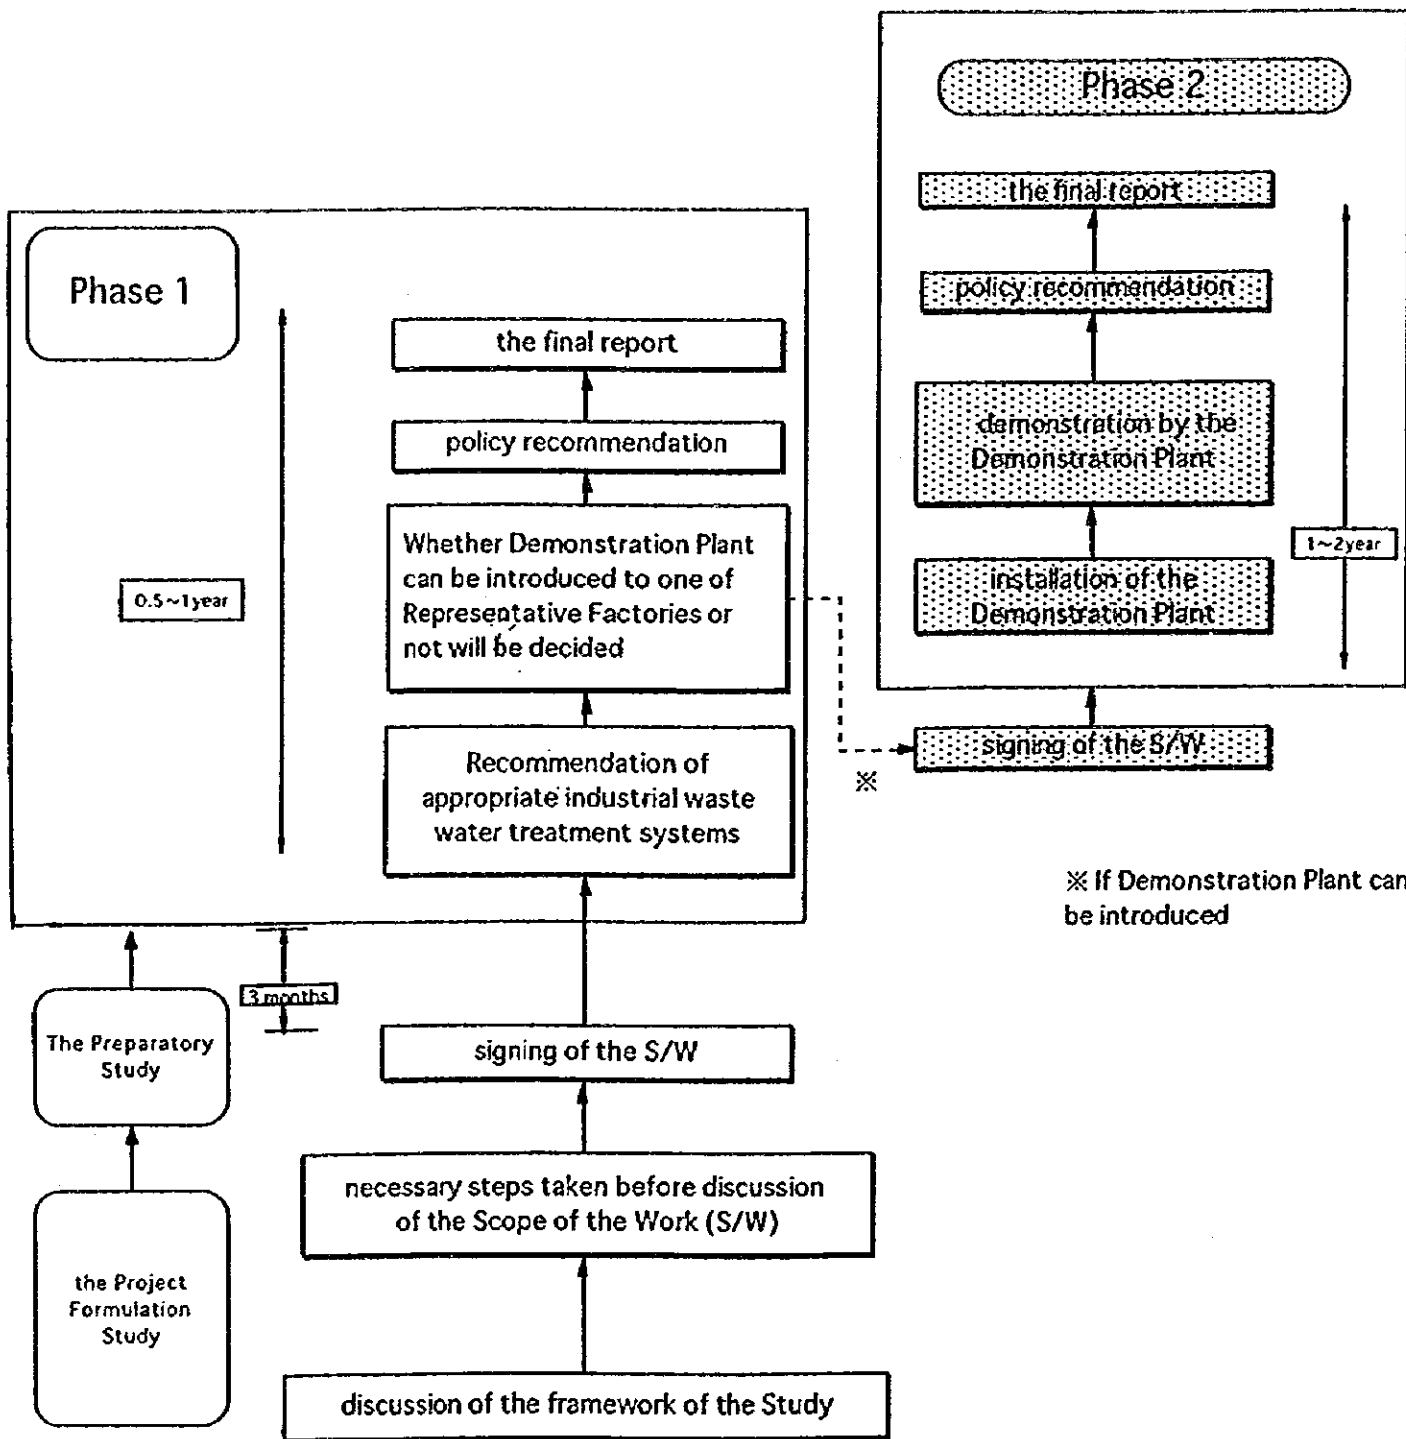 Phase 2
the final report
policy recommendation
demonstration by the
Demonstration Plant
installation of the
Demonstration Plant
1~2year
signing of the S/W
※
※ If Demonstration Plant can
be introduced
Phase 1
the final report
policy recommendation
Whether Demonstration Plant
can be introduced to one of
Representative Factories or
not will be decided
0.5~1year
Recommendation of
appropriate industrial waste
water treatment systems
3 months
The Preparatory
Study
signing of the S/W
necessary steps taken before discussion
of the Scope of the Work (S/W)
the Project
Formulation
Study
discussion of the framework of the Study